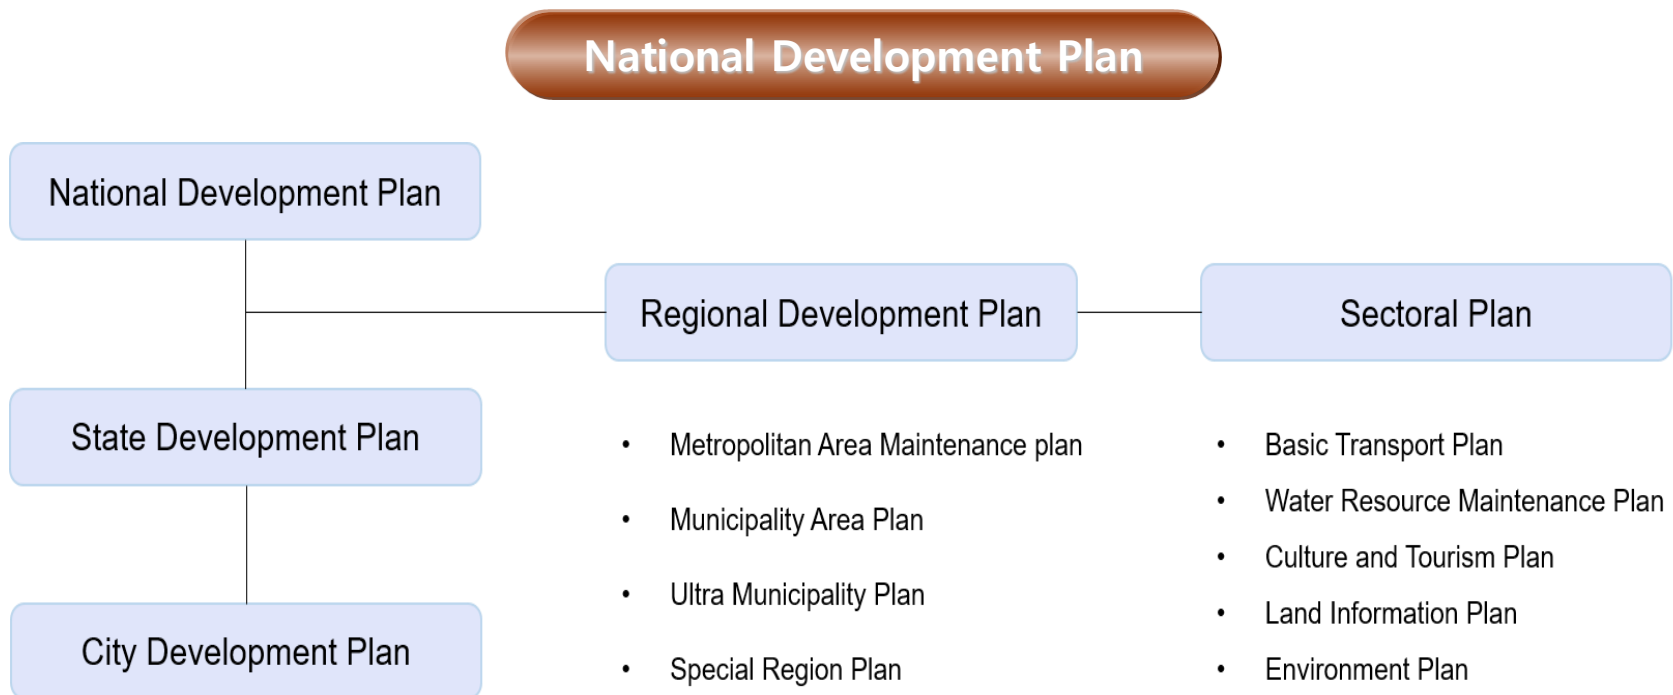 National Development Plan
National Development Plan
Regional Development Plan
Sectoral Plan
State Development Plan
City Development Plan
• Metropolitan Area Maintenance plan
• Municipality Area Plan
• Ultra Municipality Plan
• Special Region Plan
• Basic Transport Plan
• Water Resource Maintenance Plan
• Culture and Tourism Plan
• Land Information Plan
• Environment Plan